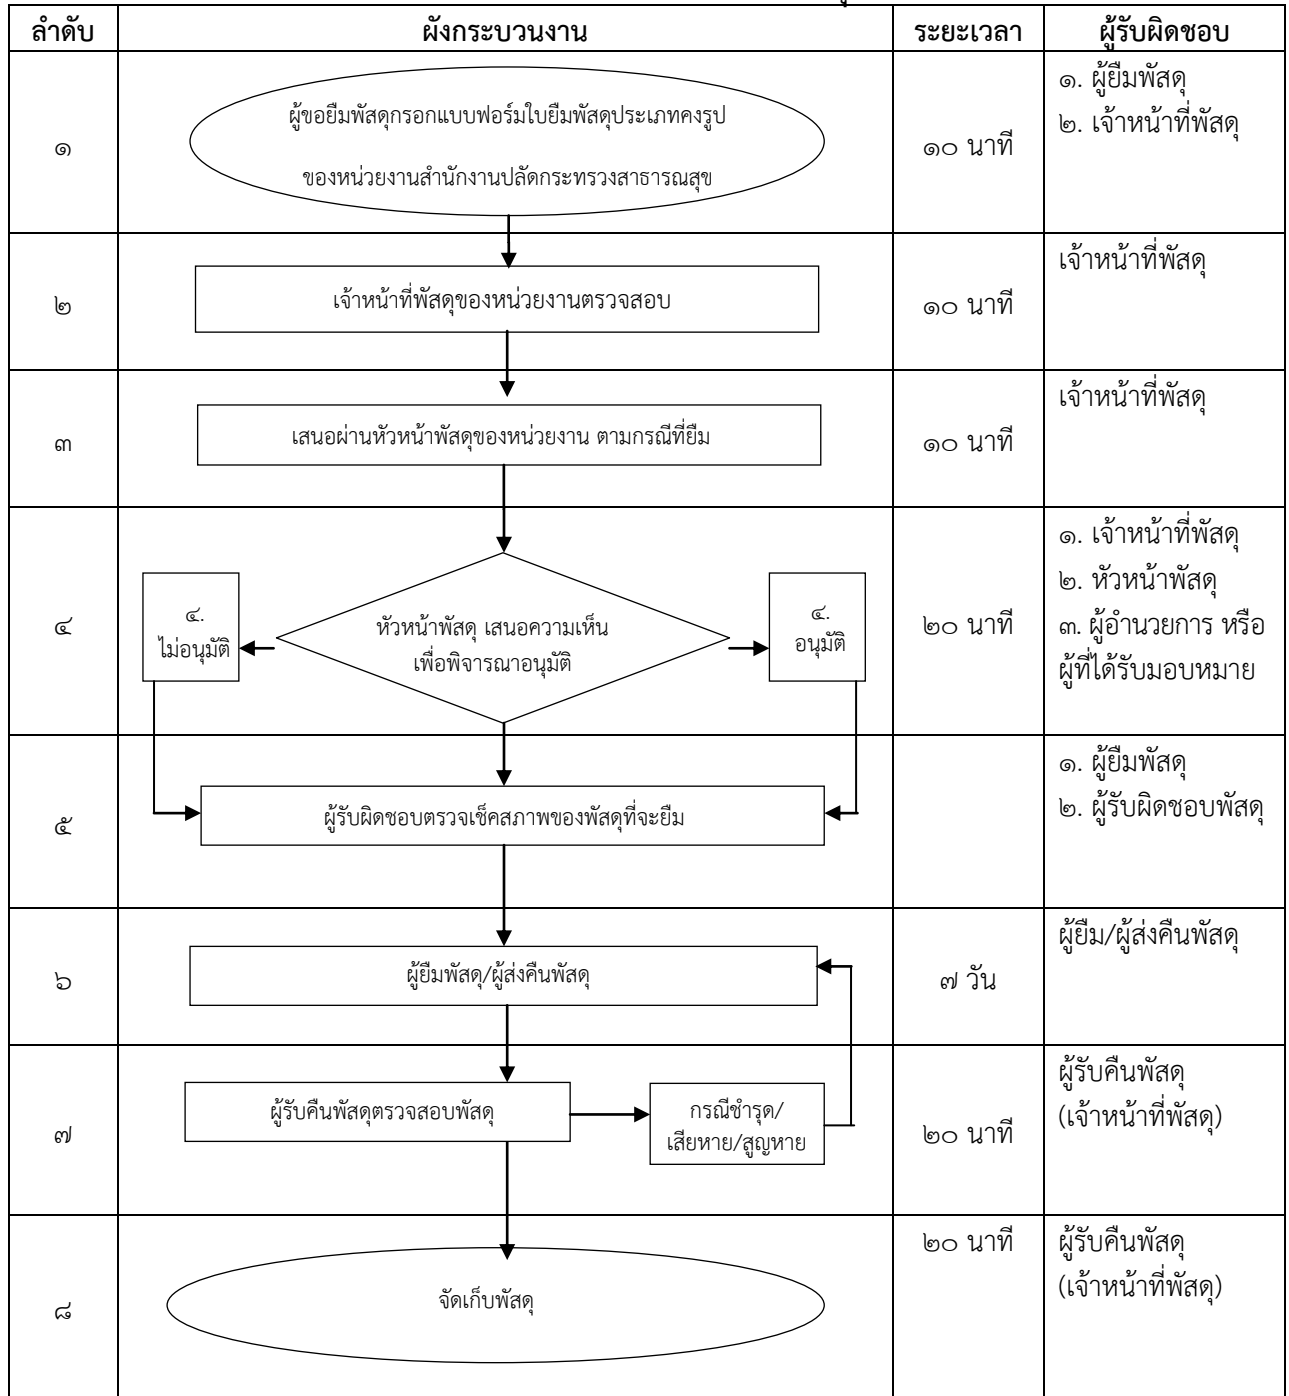 ลำดับ
ผังกระบวนงาน
ระยะเวลา
ผู้รับผิดชอบ
๑
ผู้ขอยืมพัสดุกรอกแบบฟอร์มใบยืมพัสดุประเภทคงรูป
ของหน่วยงานสำนักงานปลัดกระทรวงสาธารณสุข
๑๐ นาที
๑. ผู้ยืมพัสดุ
๒. เจ้าหน้าที่พัสดุ
๒
เจ้าหน้าที่พัสดุของหน่วยงานตรวจสอบ
๑๐ นาที
เจ้าหน้าที่พัสดุ
๓
เสนอผ่านหัวหน้าพัสดุของหน่วยงาน ตามกรณีที่ยืม
๑๐ นาที
เจ้าหน้าที่พัสดุ
๔
๔.
ไม่อนุมัติ
หัวหน้าพัสดุ เสนอความเห็น
เพื่อพิจารณาอนุมัติ
๔.
อนุมัติ
๒๐ นาที
๑. เจ้าหน้าที่พัสดุ
๒. หัวหน้าพัสดุ
๓. ผู้อำนวยการ หรือ
ผู้ที่ได้รับมอบหมาย
๕
ผู้รับผิดชอบตรวจเช็คสภาพของพัสดุที่จะยืม
๑. ผู้ยืมพัสดุ
๒. ผู้รับผิดชอบพัสดุ
๖
ผู้ยืมพัสดุ/ผู้ส่งคืนพัสดุ
๗ วัน
ผู้ยืม/ผู้ส่งคืนพัสดุ
๗
ผู้รับคืนพัสดุตรวจสอบพัสดุ
กรณีชำรุด/
เสียหาย/สูญหาย
๒๐ นาที
ผู้รับคืนพัสดุ
(เจ้าหน้าที่พัสดุ)
๘
จัดเก็บพัสดุ
๒๐ นาที
ผู้รับคืนพัสดุ
(เจ้าหน้าที่พัสดุ)